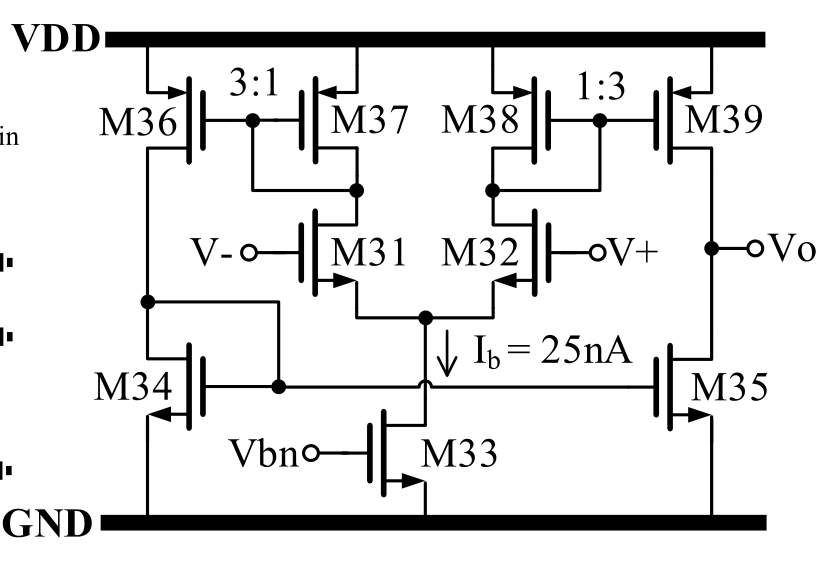 VDD
3:1
1:3
M36
M37
M38
M39
in
V-
M31
M32
V+
Vo
Ib = 25nA
M34
M35
Vbn
M33
GND